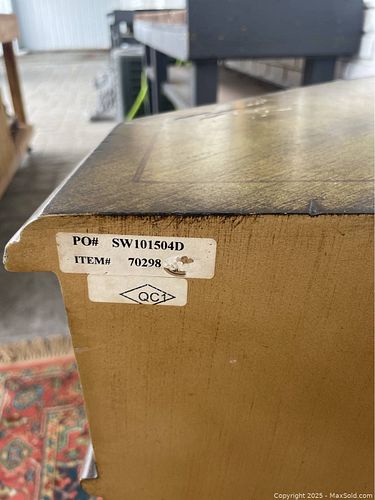 PO# SW101504D
ITEM# 70298
QC1
Copyright 2025 - MaxSold.com